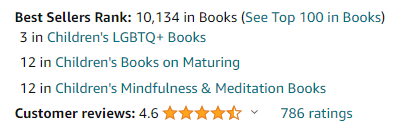 Best Sellers Rank: 10,134 in Books (See Top 100 in Books)
3 in Children's LGBTQ+ Books
12 in Children's Books on Maturing
12 in Children's Mindfulness & Meditation Books
Customer reviews: 4.6 786 ratings